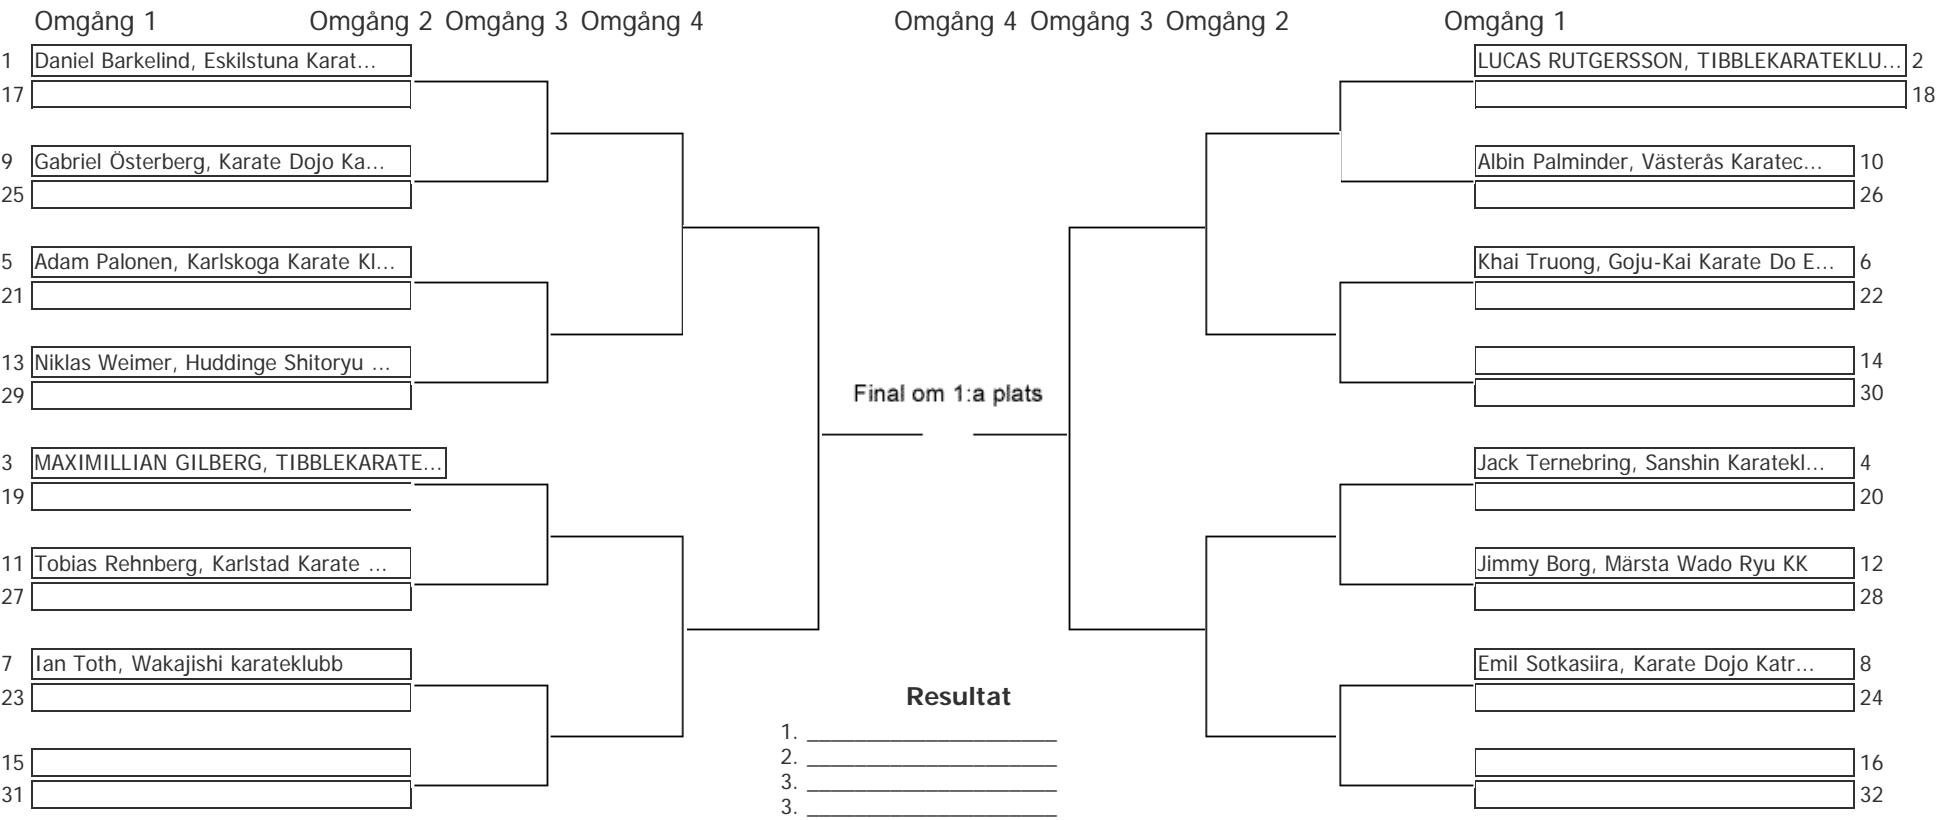 Omgång 1 Omgång 2 Omgång 3 Omgång 4 Omgång 4 Omgång 3 Omgång 2 Omgång 1
1 Daniel Barkelind, Eskilstuna Karat... LUCAS RUTGERSSON, TIBBLEKARATEKLU... 2
17 18
9 Gabriel Österberg, Karate Dojo Ka... Albin Palminder, Västerås Karatec... 10
25 26
5 Adam Palonen, Karlskoga Karate Kl... Khai Truong, Goju-Kai Karate Do E... 6
21 22
13 Niklas Weimer, Huddinge Shitoryu ... 14
29 30
Final om 1:a plats
3 MAXIMILLIAN GILBERG, TIBBLEKARATE... Jack Ternebring, Sanshin Karatekl... 4
19 20
11 Tobias Rehnberg, Karlstad Karate ... Jimmy Borg, Märsta Wado Ryu KK 12
27 28
7 Ian Toth, Wakajishi karateklubb Emil Sotkasiira, Karate Dojo Katr... 8
23 24
15 16
31 32
Resultat
1. ______________________
2. ______________________
3. ______________________
3. ______________________